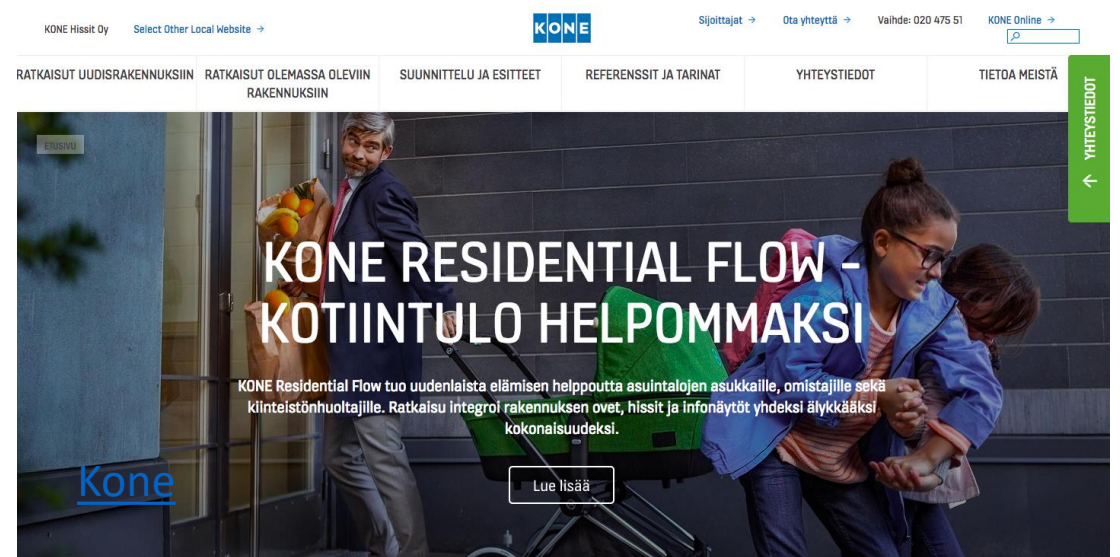 KONE Hissit Oy
Select Other Local Website →
KONE
Sijoittajat →
Ota yhteyttä →
Vaihde: 020 475 51
KONE Online →
RATKAISUT UUDISRAKENNUKSIIN
RATKAISUT OLEMASSA OLEVIIN
RAKENNUKSIIN
SUUNNITTELU JA ESITTEET
REFERENSSIT JA TARINAT
YHTEYSTIEDOT
TIETOA MEISTÄ
← YHTEYSTIEDOT
ETUSIVU
KONE RESIDENTIAL FLOW -
KOTIINTULO HELPOMMAKSI
KONE Residential Flow tuo uudenlaista elämisen helppoutta asuintalojen asukkaille, omistajille sekä
kiinteistönhuoltajille. Ratkaisu integroi rakennuksen ovet, hissit ja infonäytöt yhdeksi älykkääksi
kokonaisuudeksi.
Kone
Lue lisää